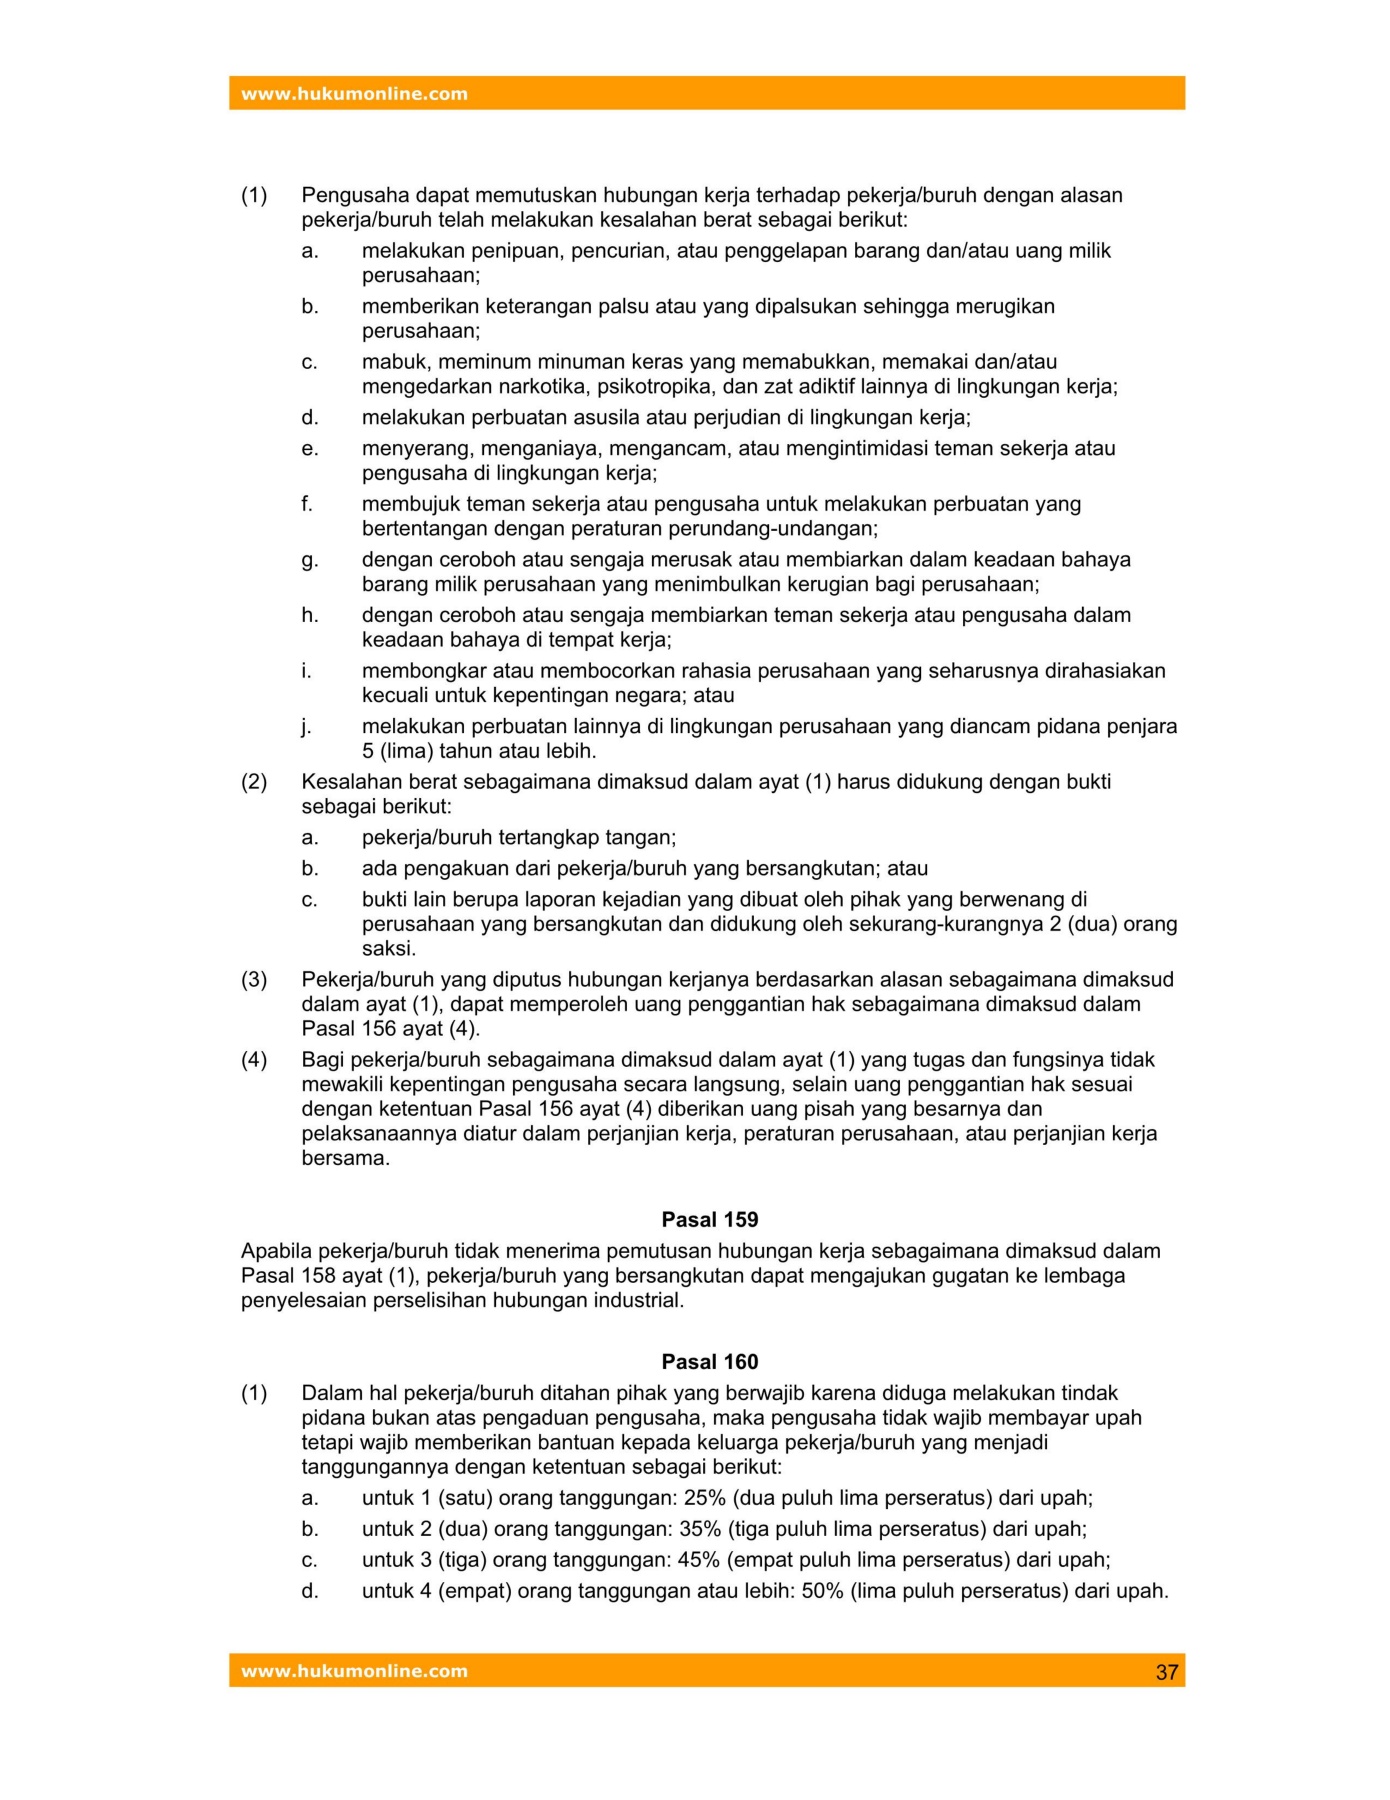 www.hukumonline.com
(1) Pengusaha dapat memutuskan hubungan kerja terhadap pekerja/buruh dengan alasan
pekerja/buruh telah melakukan kesalahan berat sebagai berikut:
a. melakukan penipuan, pencurian, atau penggelapan barang dan/atau uang milik
perusahaan;
b. memberikan keterangan palsu atau yang dipalsukan sehingga merugikan
perusahaan;
c. mabuk, meminum minuman keras yang memabukkan, memakai dan/atau
mengedarkan narkotika, psikotropika, dan zat adiktif lainnya di lingkungan kerja;
d. melakukan perbuatan asusila atau perjudian di lingkungan kerja;
e. menyerang, menganiaya, mengancam, atau mengintimidasi teman sekerja atau
pengusaha di lingkungan kerja;
f. membujuk teman sekerja atau pengusaha untuk melakukan perbuatan yang
bertentangan dengan peraturan perundang-undangan;
g. dengan ceroboh atau sengaja merusak atau membiarkan dalam keadaan bahaya
barang milik perusahaan yang menimbulkan kerugian bagi perusahaan;
h. dengan ceroboh atau sengaja membiarkan teman sekerja atau pengusaha dalam
keadaan bahaya di tempat kerja;
i. membongkar atau membocorkan rahasia perusahaan yang seharusnya dirahasiakan
kecuali untuk kepentingan negara; atau
j. melakukan perbuatan lainnya di lingkungan perusahaan yang diancam pidana penjara
5 (lima) tahun atau lebih.
(2) Kesalahan berat sebagaimana dimaksud dalam ayat (1) harus didukung dengan bukti
sebagai berikut:
a. pekerja/buruh tertangkap tangan;
b. ada pengakuan dari pekerja/buruh yang bersangkutan; atau
c. bukti lain berupa laporan kejadian yang dibuat oleh pihak yang berwenang di
perusahaan yang bersangkutan dan didukung oleh sekurang-kurangnya 2 (dua) orang
saksi.
(3) Pekerja/buruh yang diputus hubungan kerjanya berdasarkan alasan sebagaimana dimaksud
dalam ayat (1), dapat memperoleh uang penggantian hak sebagaimana dimaksud dalam
Pasal 156 ayat (4).
(4) Bagi pekerja/buruh sebagaimana dimaksud dalam ayat (1) yang tugas dan fungsinya tidak
mewakili kepentingan pengusaha secara langsung, selain uang penggantian hak sesuai
dengan ketentuan Pasal 156 ayat (4) diberikan uang pisah yang besarnya dan
pelaksanaannya diatur dalam perjanjian kerja, peraturan perusahaan, atau perjanjian kerja
bersama.
Pasal 159
Apabila pekerja/buruh tidak menerima pemutusan hubungan kerja sebagaimana dimaksud dalam
Pasal 158 ayat (1), pekerja/buruh yang bersangkutan dapat mengajukan gugatan ke lembaga
penyelesaian perselisihan hubungan industrial.
Pasal 160
(1) Dalam hal pekerja/buruh ditahan pihak yang berwajib karena diduga melakukan tindak
pidana bukan atas pengaduan pengusaha, maka pengusaha tidak wajib membayar upah
tetapi wajib memberikan bantuan kepada keluarga pekerja/buruh yang menjadi
tanggungannya dengan ketentuan sebagai berikut:
a. untuk 1 (satu) orang tanggungan: 25% (dua puluh lima perseratus) dari upah;
b. untuk 2 (dua) orang tanggungan: 35% (tiga puluh lima perseratus) dari upah;
c. untuk 3 (tiga) orang tanggungan: 45% (empat puluh lima perseratus) dari upah;
d. untuk 4 (empat) orang tanggungan atau lebih: 50% (lima puluh perseratus) dari upah.
www.hukumonline.com 37